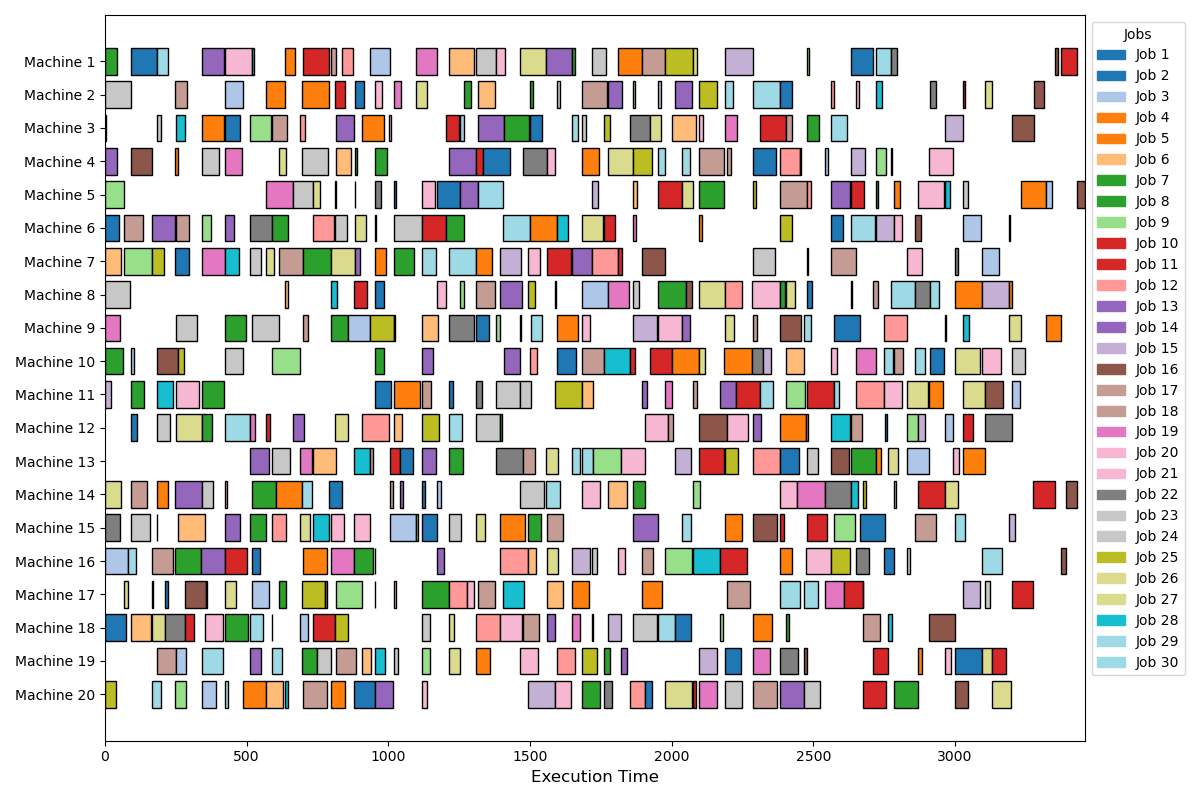 Machine 1
Machine 2
Machine 3
Machine 4
Machine 5
Machine 6
Machine 7
Machine 8
Machine 9
Machine 10
Machine 11
Machine 12
Machine 13
Machine 14
Machine 15
Machine 16
Machine 17
Machine 18
Machine 19
Machine 20
0 500 1000 1500 2000 2500 3000
Execution Time
Jobs
Job 1
Job 2
Job 3
Job 4
Job 5
Job 6
Job 7
Job 8
Job 9
Job 10
Job 11
Job 12
Job 13
Job 14
Job 15
Job 16
Job 17
Job 18
Job 19
Job 20
Job 21
Job 22
Job 23
Job 24
Job 25
Job 26
Job 27
Job 28
Job 29
Job 30